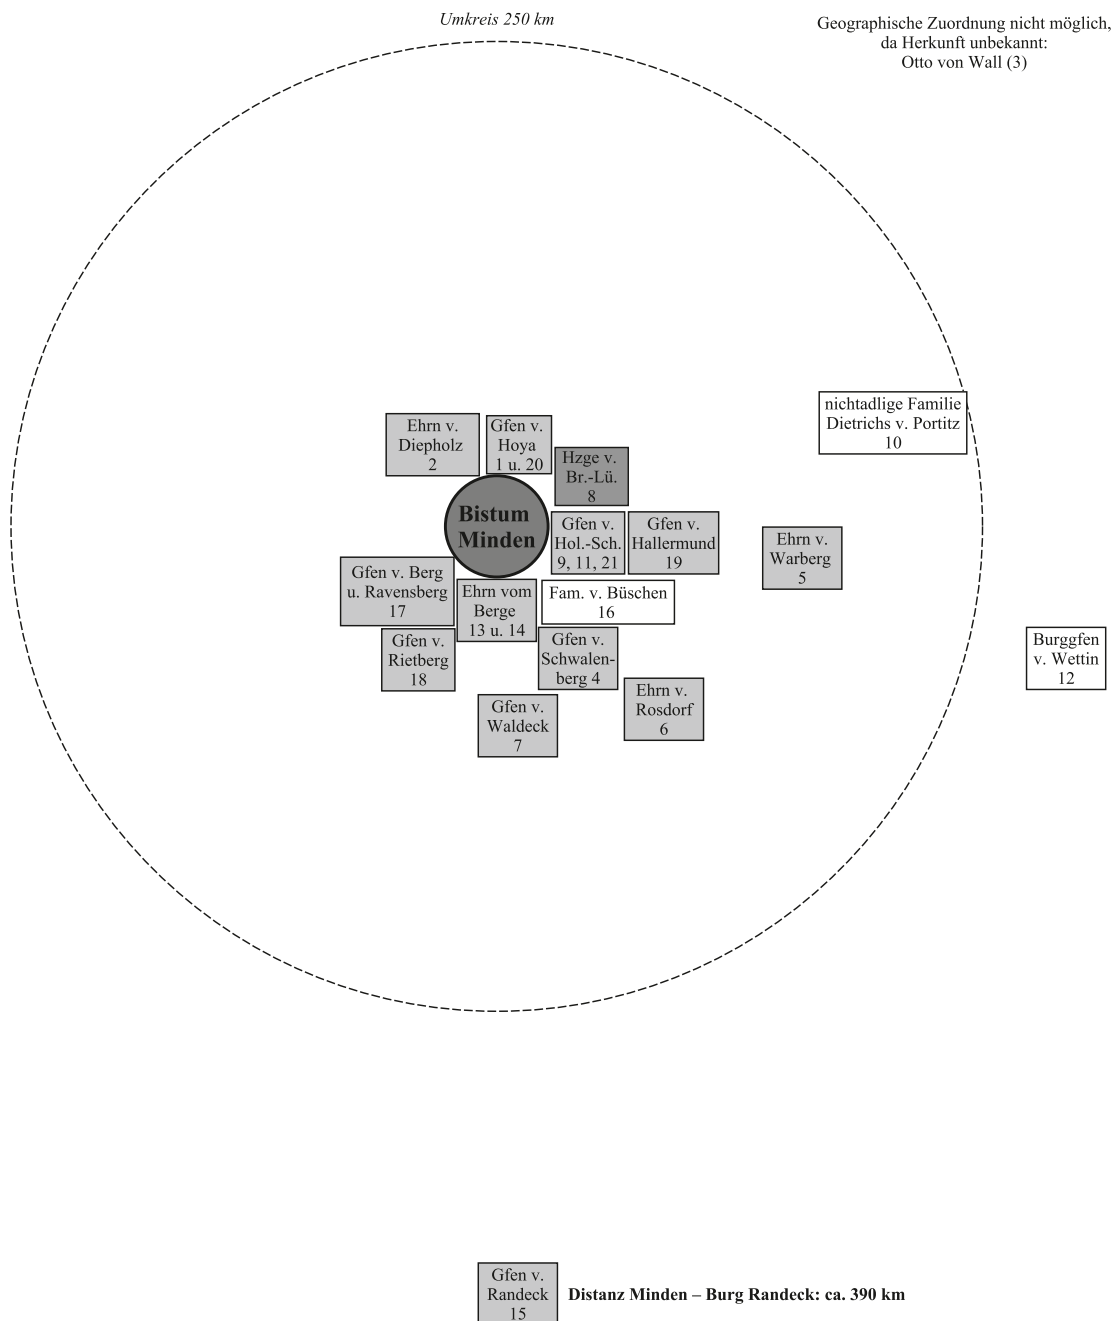 Umkreis 250 km
Geographische Zuordnung nicht möglich,
da Herkunft unbekannt:
Otto von Wall (3)
nichtadlige Familie
Dietrichs v. Portitz
10
Ehrn v.
Diepholz
2
Gfen v.
Hoya
1 u. 20
Hzge v.
Br.-Lü.
8
Bistum
Minden
Gfen v.
Hol.-Sch.
9, 11, 21
Gfen v.
Hallermund
19
Ehrn v.
Warberg
5
Gfen v. Berg
u. Ravensberg
17
Ehrn vom
Berge
13 u. 14
Fam. v. Büschen
16
Gfen v.
Rietberg
18
Gfen v.
Schwalen-
berg 4
Burggfen
v. Wettin
12
Ehrn v.
Rosdorf
6
Gfen v.
Waldeck
7
Gfen v.
Randeck
15
Distanz Minden – Burg Randeck: ca. 390 km